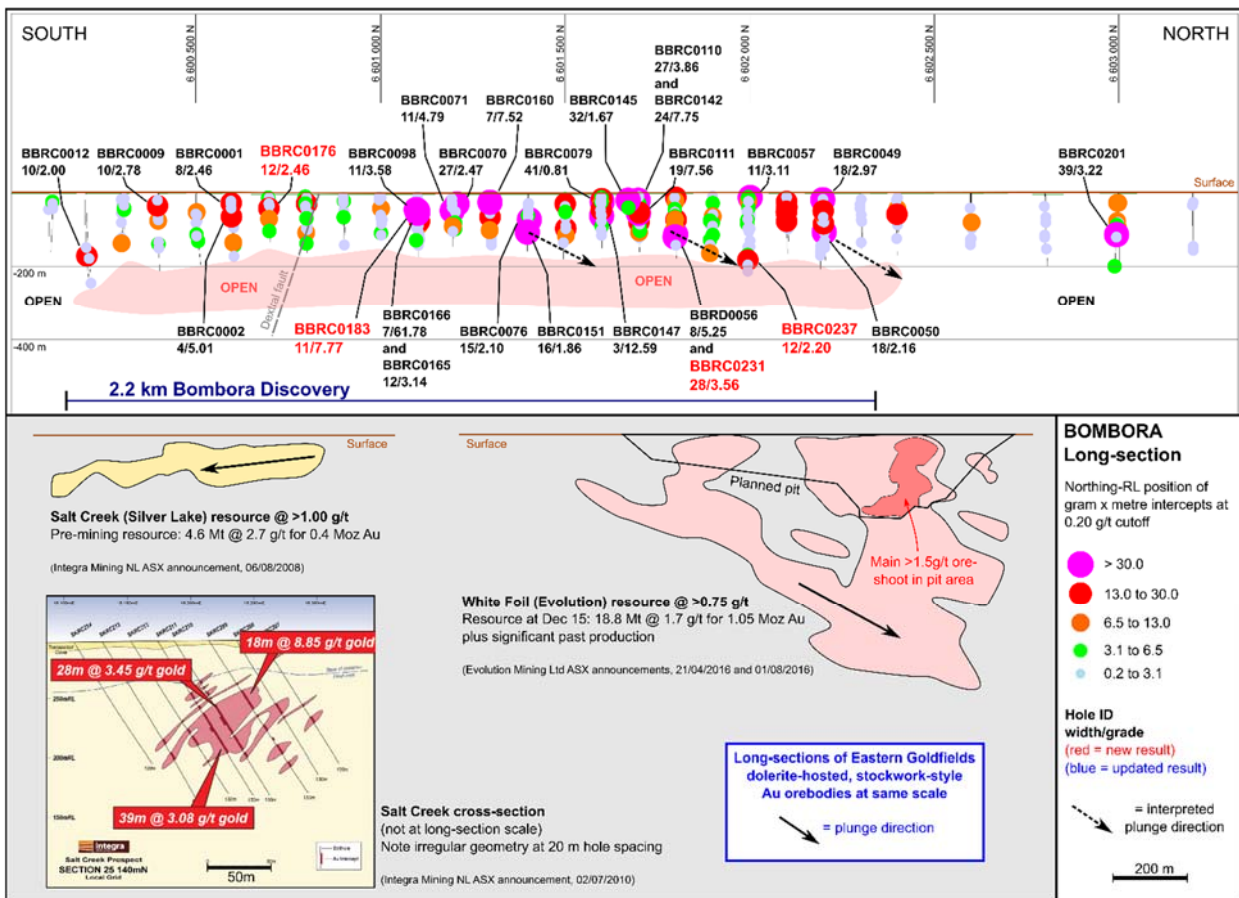 SOUTH
6 600 500 N
6 601 000 N
6 601 500 N
6 602 000 N
6 602 500 N
6 603 000 N
NORTH
BBRC0110
27/3.86
and
BBRC0142
24/7.75
BBRC0071
11/4.79
BBRC0160
7/7.52
BBRC0145
32/1.67
BBRC0012
10/2.00
BBRC0009
10/2.78
BBRC0001
8/2.46
BBRC0176
12/2.46
BBRC0098
11/3.58
BBRC0070
27/2.47
BBRC0079
41/0.81
BBRC0111
19/7.56
BBRC0057
11/3.11
BBRC0049
18/2.97
BBRC0201
39/3.22
Surface
-200 m
OPEN
OPEN
OPEN
OPEN
Dextral fault
-400 m
BBRC0002
4/5.01
BBRC0183
11/7.77
BBRC0166
7/61.78
and
BBRC0165
12/3.14
BBRC0076
15/2.10
BBRC0151
16/1.86
BBRC0147
3/12.59
BBRD0056
8/5.25
and
BBRC0231
28/3.56
BBRC0237
12/2.20
BBRC0050
18/2.16
2.2 km Bombora Discovery
Surface
Salt Creek (Silver Lake) resource @ >1.00 g/t
Pre-mining resource: 4.6 Mt @ 2.7 g/t for 0.4 Moz Au
(Integra Mining NL ASX announcement, 06/08/2008)
18m @ 8.85 g/t gold
28m @ 3.45 g/t gold
39m @ 3.08 g/t gold
integra
Salt Creek Prospect
SECTION 25 140mN
Local Grid
50m
Salt Creek cross-section
(not at long-section scale)
Note irregular geometry at 20 m hole spacing
(Integra Mining NL ASX announcement, 02/07/2010)
Surface
Planned pit
Main >1.5g/t ore-
shoot in pit area
White Foil (Evolution) resource @ >0.75 g/t
Resource at Dec 15: 18.8 Mt @ 1.7 g/t for 1.05 Moz Au
plus significant past production
(Evolution Mining Ltd ASX announcements, 21/04/2016 and 01/08/2016)
Long-sections of Eastern Goldfields
dolerite-hosted, stockwork-style
Au orebodies at same scale
= plunge direction
BOMBORA
Long-section
Northing-RL position of
gram x metre intercepts at
0.20 g/t cutoff
> 30.0
13.0 to 30.0
6.5 to 13.0
3.1 to 6.5
0.2 to 3.1
Hole ID
width/grade
(red = new result)
(blue = updated result)
= interpreted
plunge direction
200 m